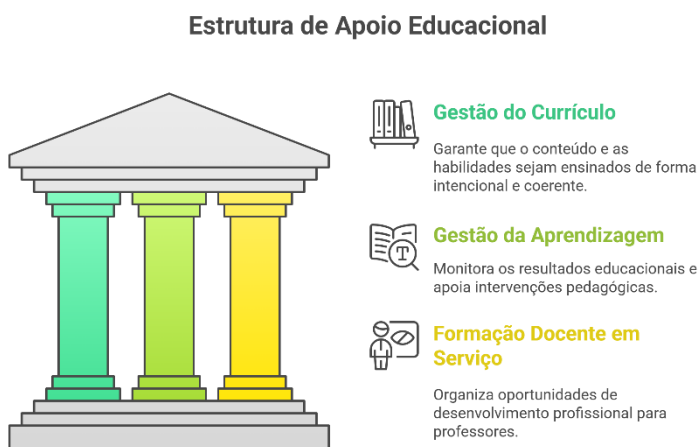 Estrutura de Apoio Educacional
Gestão do Currículo
Garante que o conteúdo e as
habilidades sejam ensinados de forma
intencional e coerente.
Gestão da Aprendizagem
Monitora os resultados educacionais e
apoia intervenções pedagógicas.
Formação Docente em
Serviço
Organiza oportunidades de
desenvolvimento profissional para
professores.